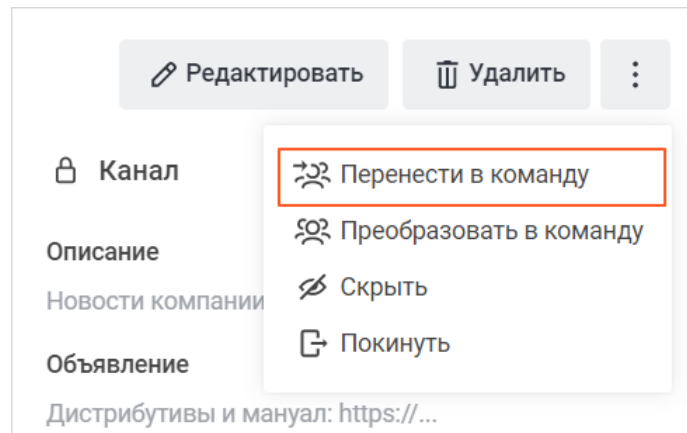 Редактировать Удалить
Канал
Перенести в команду
Преобразовать в команду
Описание
Скрыть
Новости компании
Покинуть
Объявление
Дистрибутивы и мануал: https://...